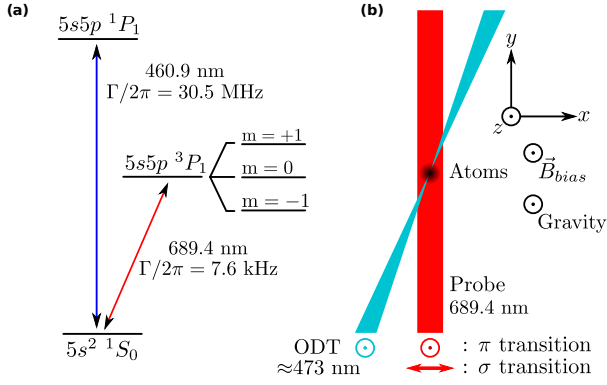 (a)
5s5p ¹P₁
460.9 nm
Γ/2π = 30.5 MHz
5s5p ³P₁
m = +1
m = 0
m = −1
689.4 nm
Γ/2π = 7.6 kHz
5s² ¹S₀
(b)
y
x
z
B⃗bias
Gravity
Atoms
Probe
689.4 nm
ODT
≈473 nm
: π transition
: σ transition